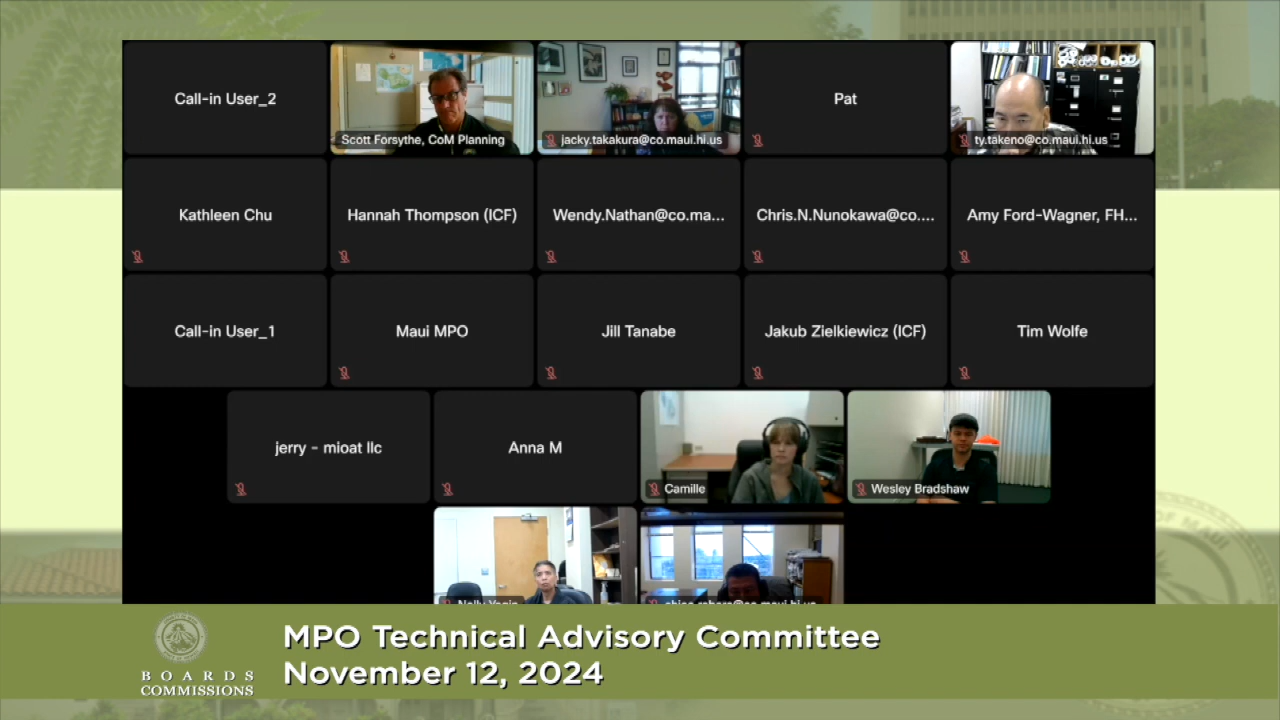 Call-in User_2
Scott Forsythe, CoM Planning
jacky.takakura@co.maui.hi.us
Pat
ty.takeno@co.maui.hi.us
Kathleen Chu
Hannah Thompson (ICF)
Wendy.Nathan@co.ma...
Chris.N.Nunokawa@co....
Amy Ford-Wagner, FH...
Call-in User_1
Maui MPO
Jill Tanabe
Jakub Zielkiewicz (ICF)
Tim Wolfe
jerry - mioat llc
Anna M
Camille
Wesley Bradshaw
MPO Technical Advisory Committee
November 12, 2024
BOARDS
COMMISSIONS